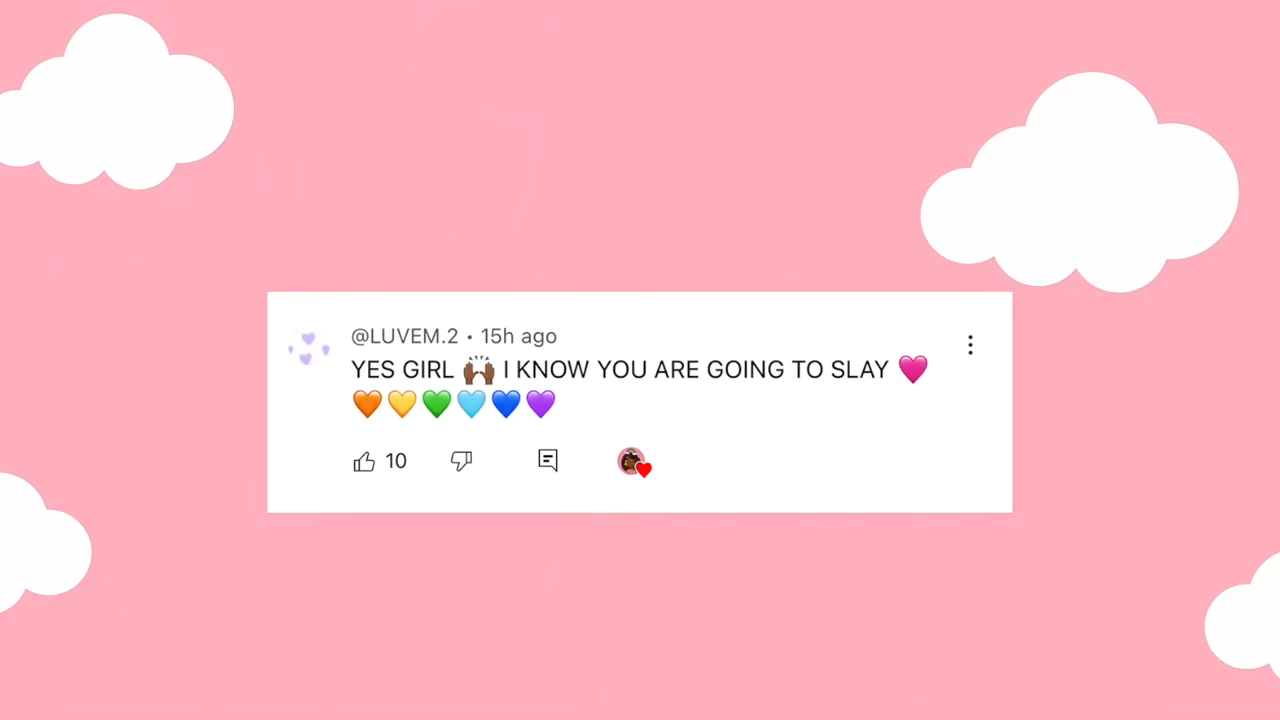 @LUVEM.2 • 15h ago
YES GIRL 🙌🏾 I KNOW YOU ARE GOING TO SLAY 💗
🧡💛💚🩵💙💜
10